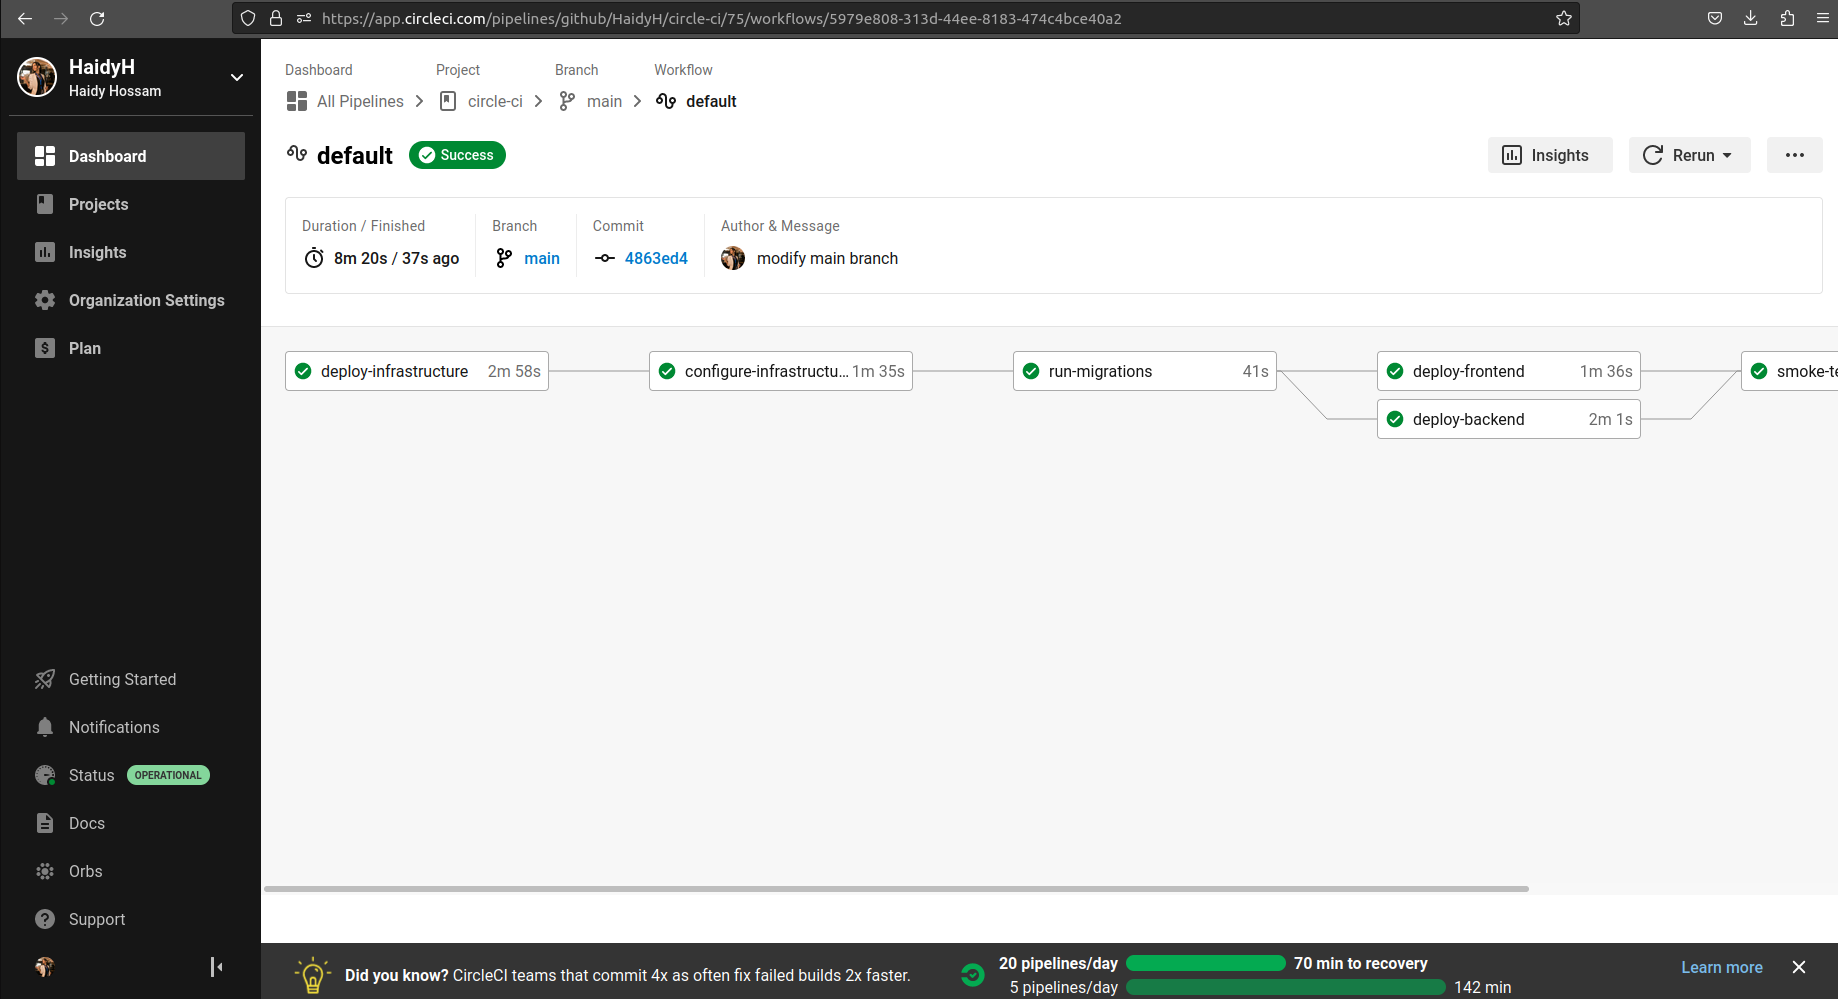 https://app.circleci.com/pipelines/github/HaidyH/circle-ci/75/workflows/5979e808-313d-44ee-8183-474c4bce40a2
HaidyH
Haidy Hossam
Dashboard
Projects
Insights
Organization Settings
Plan
Getting Started
Notifications
Status OPERATIONAL
Docs
Orbs
Support
Dashboard Project Branch Workflow
All Pipelines circle-ci main default
default Success
Insights Rerun
Duration / Finished Branch Commit Author & Message
8m 20s / 37s ago main 4863ed4 modify main branch
deploy-infrastructure 2m 58s configure-infrastructu... 1m 35s run-migrations 41s deploy-frontend 1m 36s smoke-te
deploy-backend 2m 1s
Did you know? CircleCI teams that commit 4x as often fix failed builds 2x faster.
20 pipelines/day 70 min to recovery
5 pipelines/day 142 min
Learn more